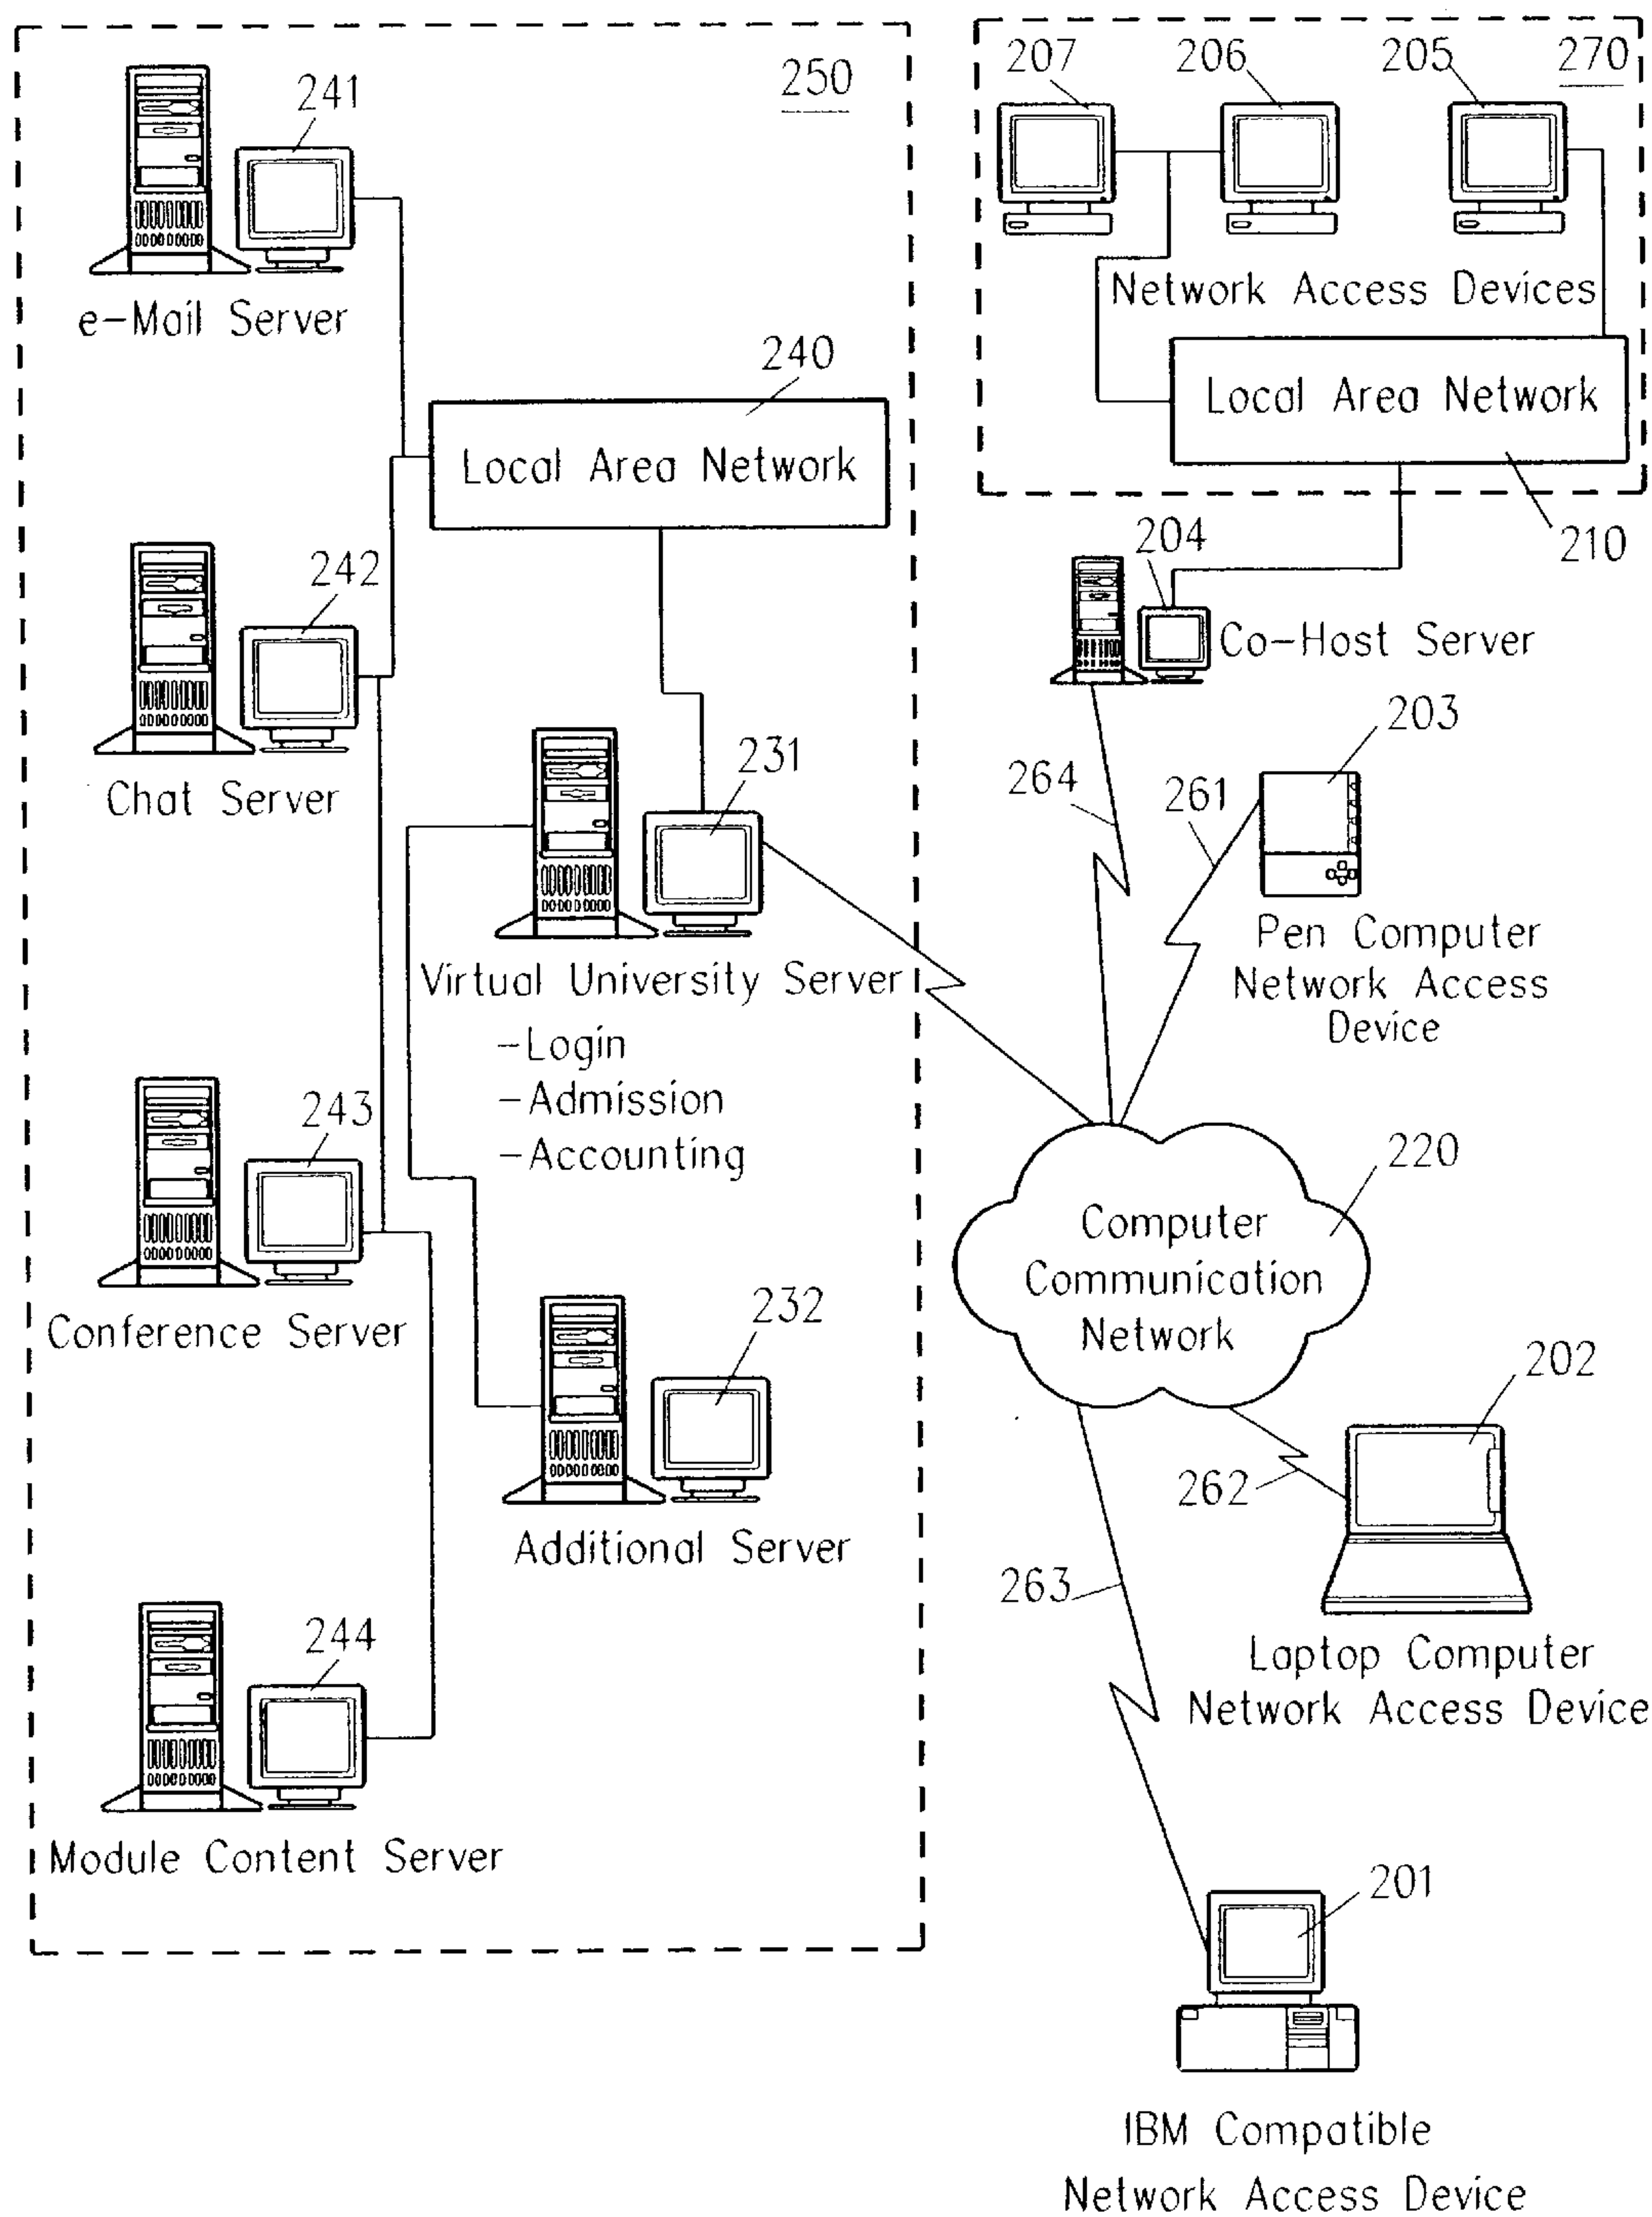 250
241
e-Mail Server
240
Local Area Network
242
Chat Server
231
Virtual University Server
-Login
-Admission
-Accounting
243
Conference Server
232
Additional Server
244
Module Content Server
207
206
205
270
Network Access Devices
Local Area Network
210
204
Co-Host Server
203
264
261
Pen Computer
Network Access
Device
220
Computer
Communication
Network
202
262
263
Laptop Computer
Network Access Device
201
IBM Compatible
Network Access Device